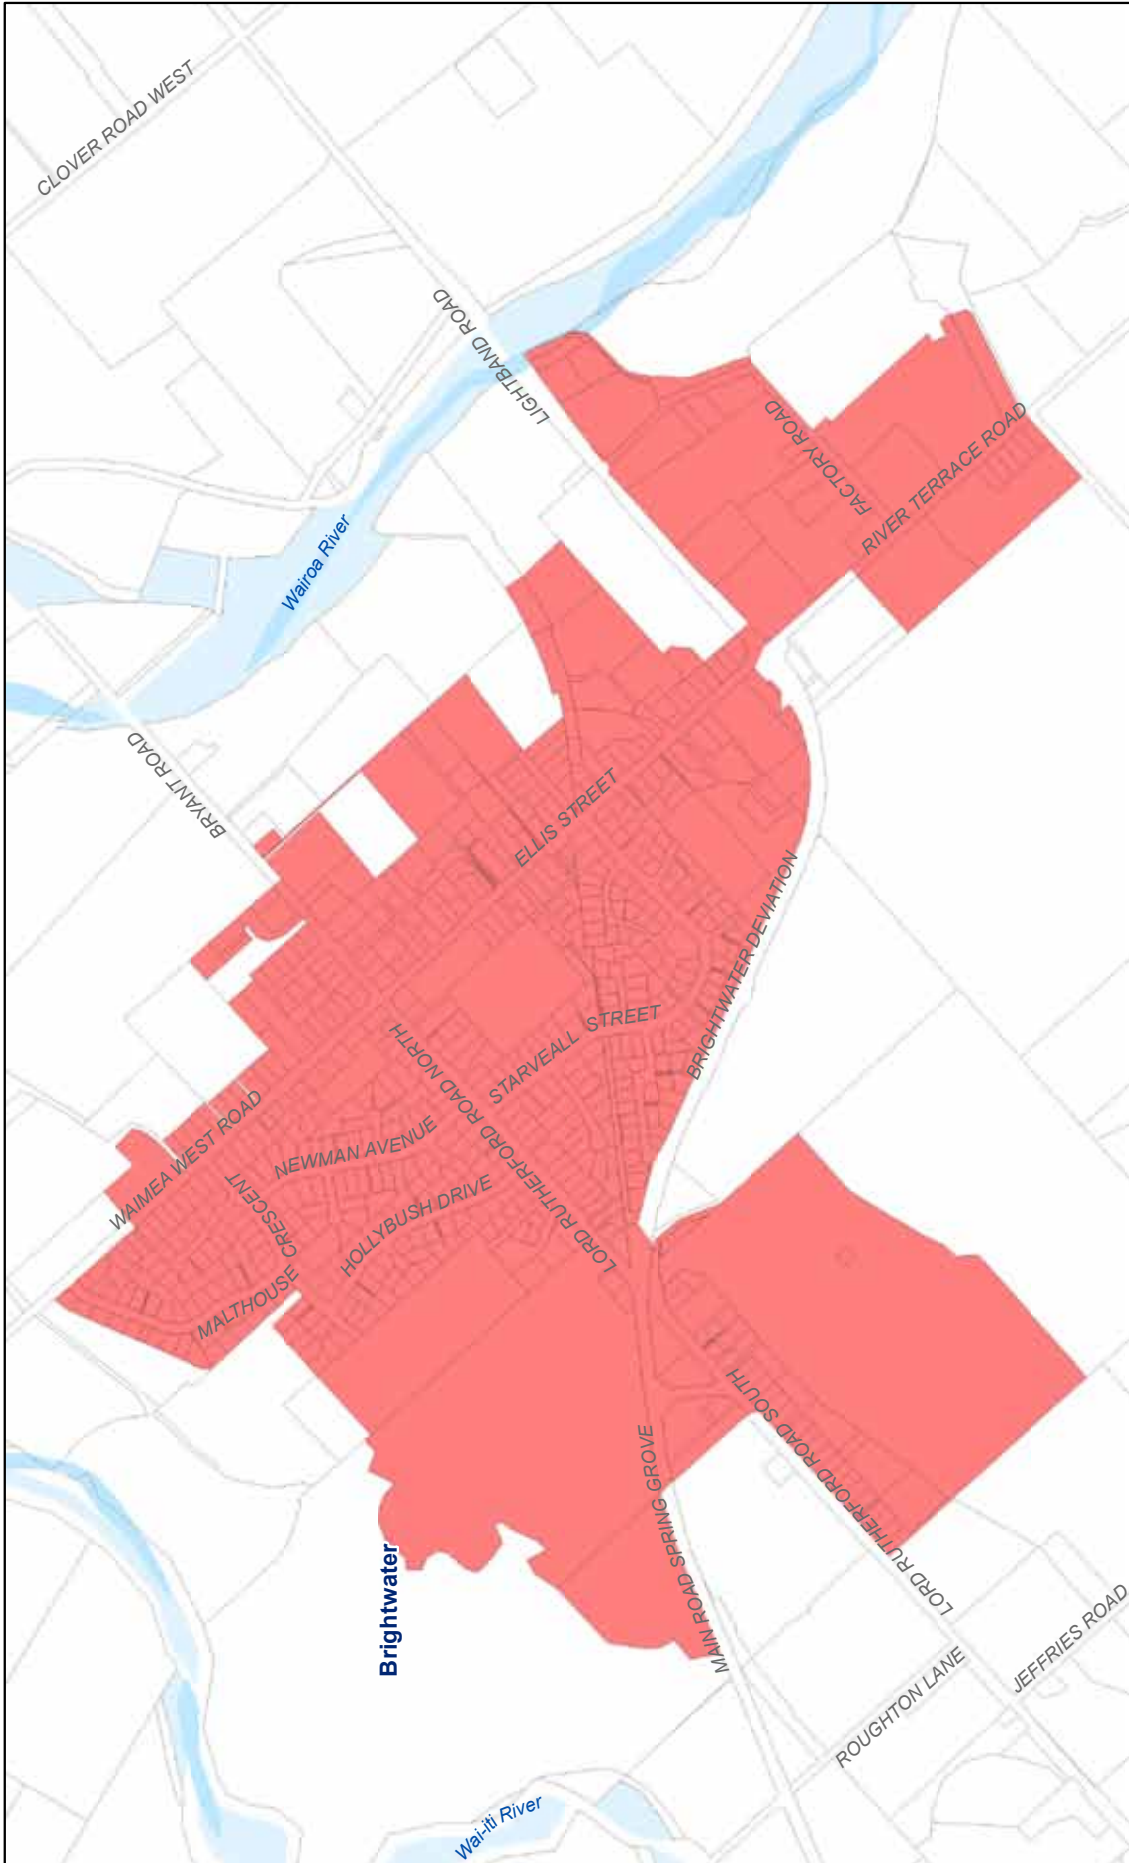 CLOVER ROAD WEST
LIGHTBAND ROAD
Wairoa River
FACTORY ROAD
RIVER TERRACE ROAD
BRYANT ROAD
ELLIS STREET
BRIGHTWATER DEVIATION
STARVEALL STREET
LORD RUTHERFORD ROAD NORTH
WAIMEA WEST ROAD
NEWMAN AVENUE
HOLLYBUSH DRIVE
MALTHOUSE CRESCENT
LORD RUTHERFORD ROAD SOUTH
MAIN ROAD SPRING GROVE
Brightwater
JEFFRIES ROAD
ROUGHTON LANE
Wai-iti River